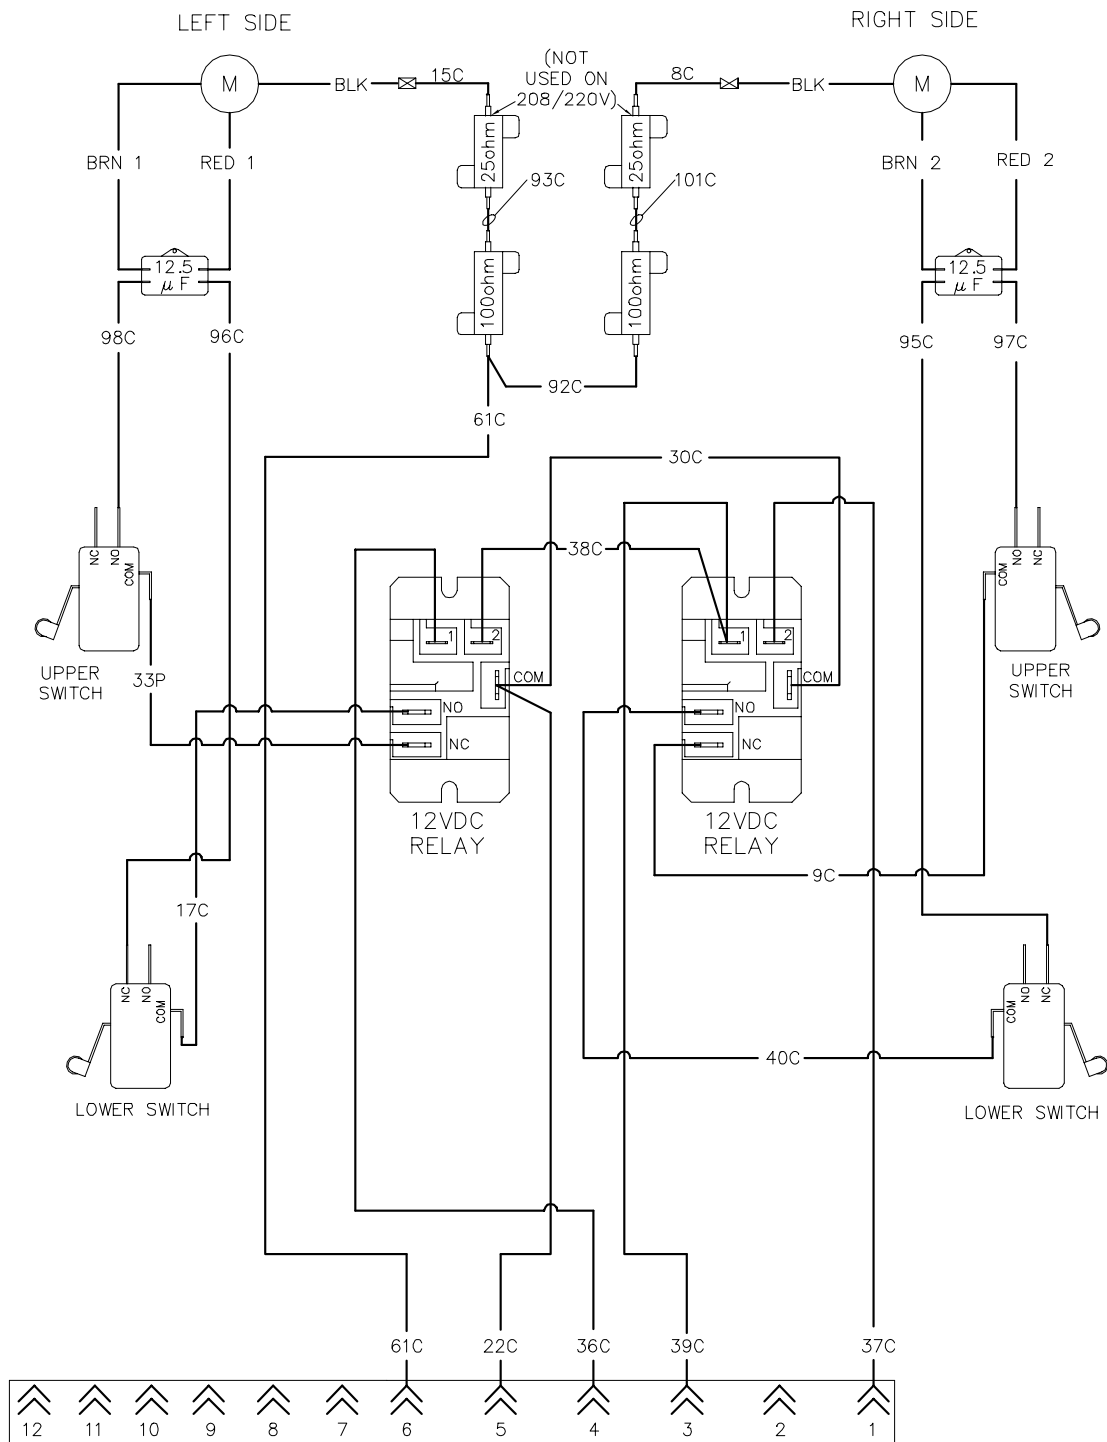 LEFT SIDE
RIGHT SIDE
(NOT
USED ON
208/220V)
M
BLK
15C
8C
BLK
M
BRN 1
RED 1
25ohm
25ohm
BRN 2
RED 2
93C
101C
12.5
μ F
12.5
μ F
100ohm
100ohm
98C
96C
95C
97C
92C
61C
30C
38C
NC
NO
COM
NO
NC
COM
1
2
1
2
UPPER
SWITCH
33P
COM
COM
UPPER
SWITCH
NO
NO
NC
NC
12VDC
RELAY
12VDC
RELAY
9C
17C
NC
NO
COM
COM
NO
NC
40C
LOWER SWITCH
LOWER SWITCH
61C
22C
36C
39C
37C
12
11
10
9
8
7
6
5
4
3
2
1